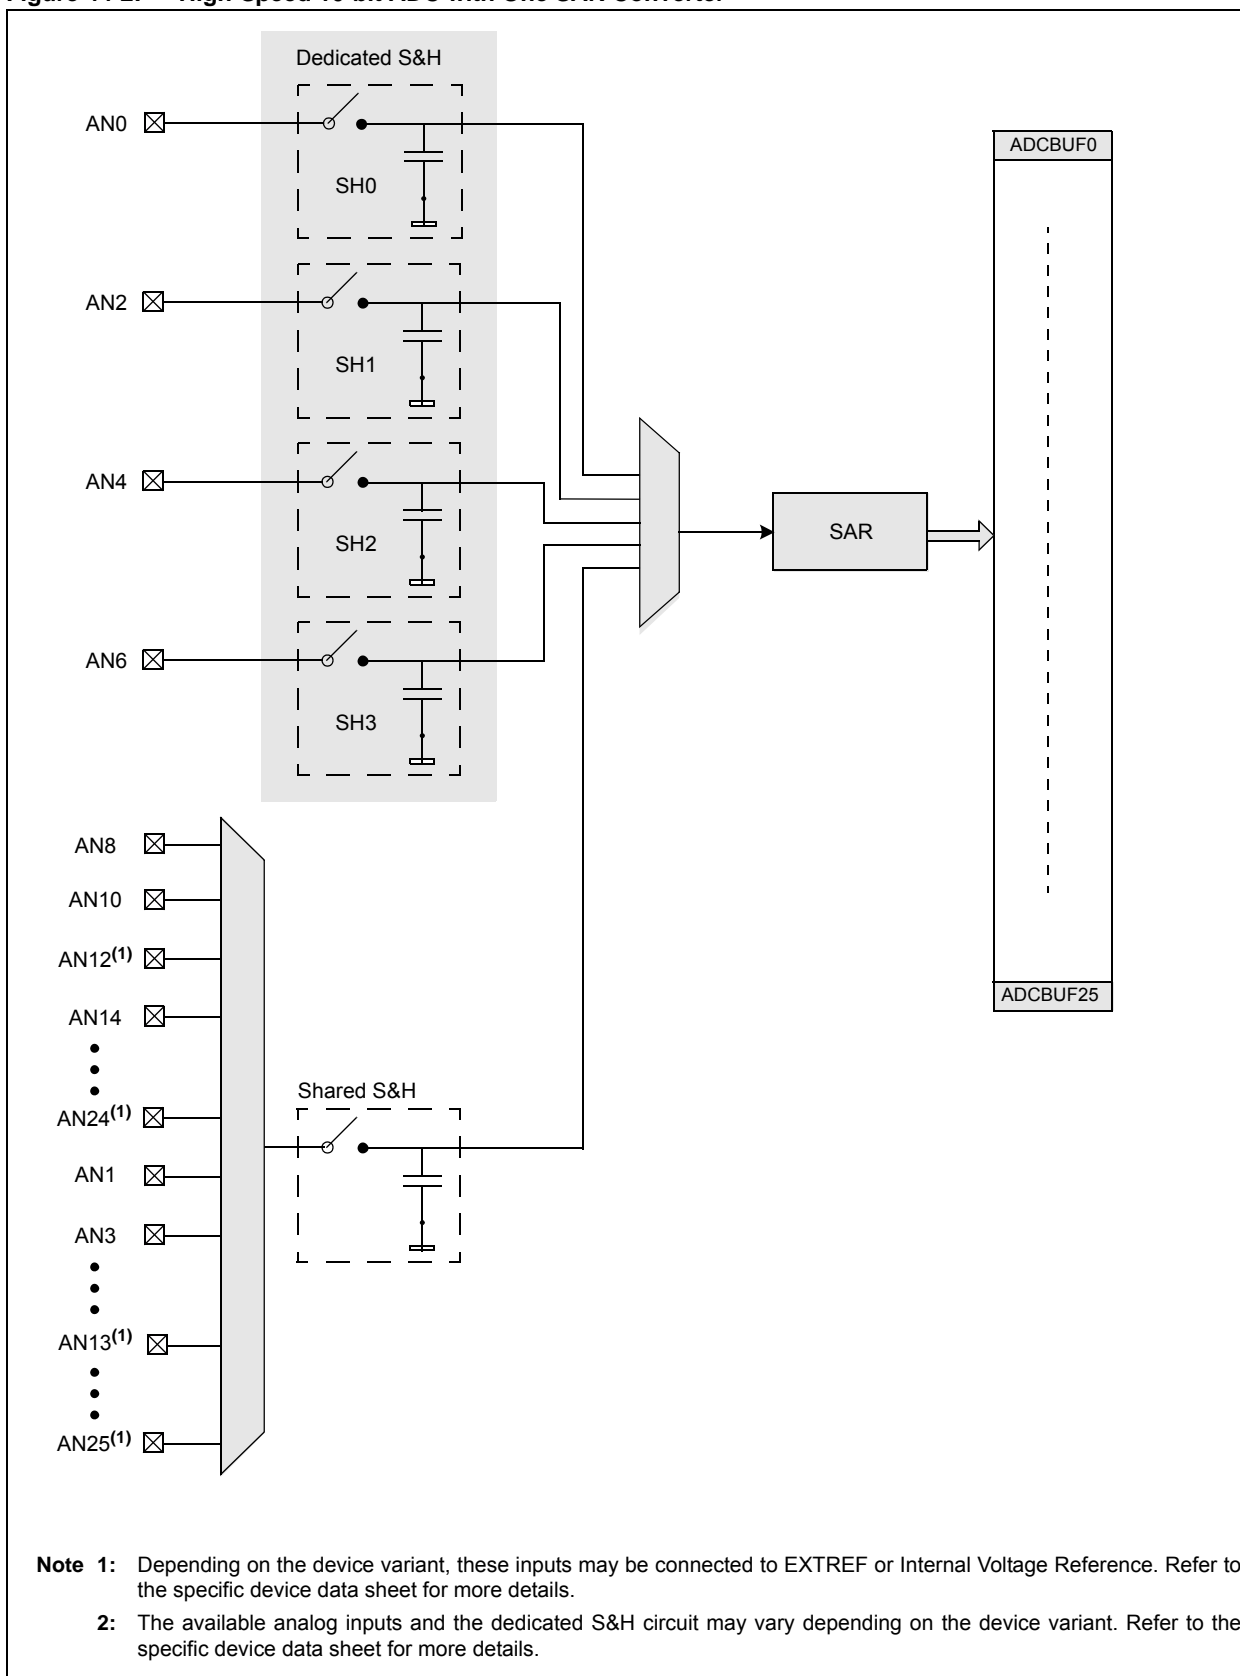 Dedicated S&H
AN0
SH0
ADCBUF0
AN2
SH1
AN4
SH2
SAR
AN6
SH3
AN8
AN10
AN12(1)
AN14
ADCBUF25
AN24(1)
Shared S&H
AN1
AN3
AN13(1)
AN25(1)
Note 1: Depending on the device variant, these inputs may be connected to EXTREF or Internal Voltage Reference. Refer to
the specific device data sheet for more details.
2: The available analog inputs and the dedicated S&H circuit may vary depending on the device variant. Refer to the
specific device data sheet for more details.